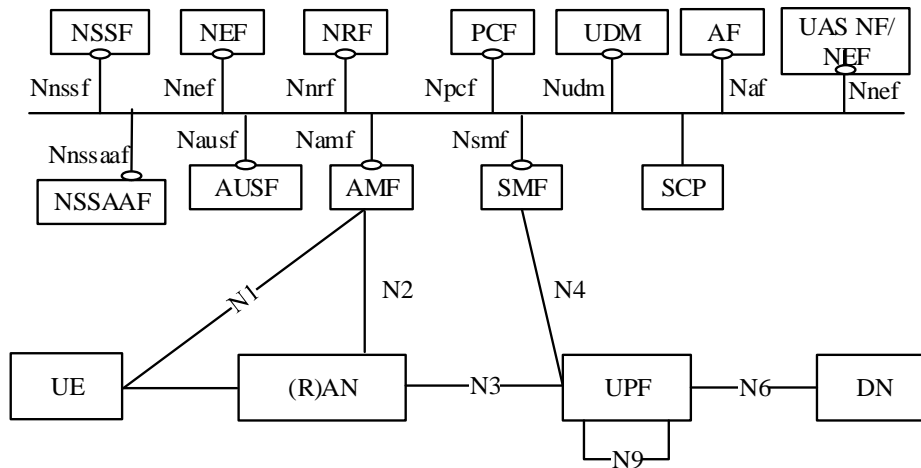 NSSF
NEF
NRF
PCF
UDM
AF
UAS NF/
NEF
Nnssf
Nnef
Nnrf
Npcf
Nudm
Naf
Nnef
Nnssaaf
Nausf
Namf
Nsmf
NSSAAF
AUSF
AMF
SMF
SCP
N1
N2
N4
UE
(R)AN
N3
UPF
N6
DN
N9